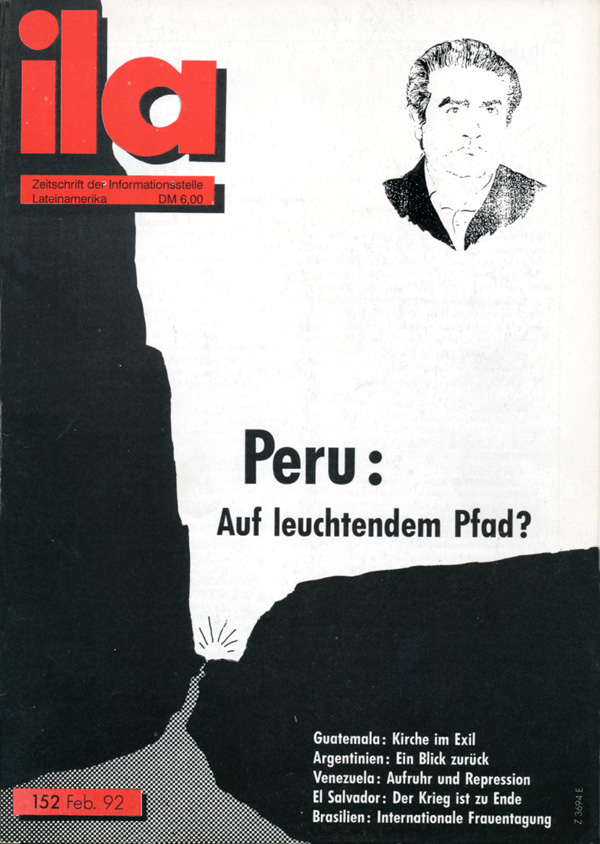 ila
Zeitschrift der Informationsstelle
Lateinamerika DM 6,00
Peru:
Auf leuchtendem Pfad?
Guatemala: Kirche im Exil
Argentinien: Ein Blick zurück
Venezuela: Aufruhr und Repression
El Salvador: Der Krieg ist zu Ende
Brasilien: Internationale Frauentagung
152 Feb. 92
Z 3694 E